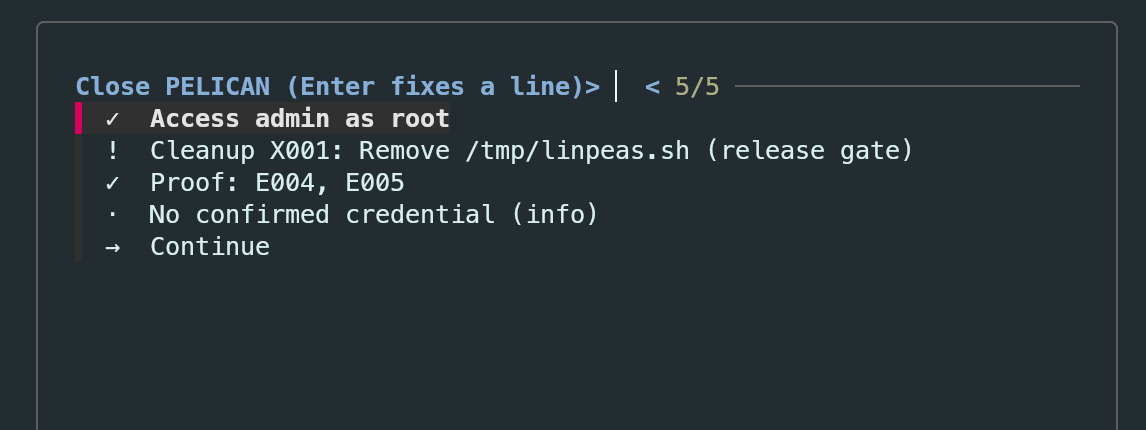 Close PELICAN (Enter fixes a line)> < 5/5
✓ Access admin as root
! Cleanup X001: Remove /tmp/linpeas.sh (release gate)
✓ Proof: E004, E005
· No confirmed credential (info)
→ Continue